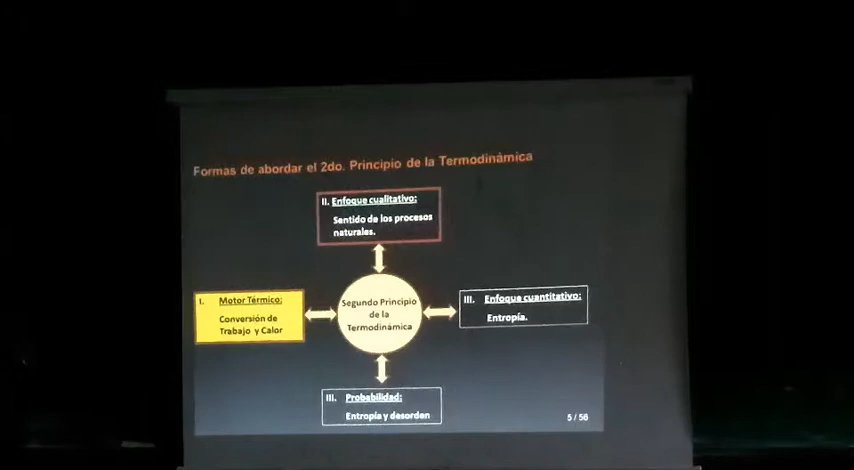 Formas de abordar el 2do. Principio de la Termodinámica
II. Enfoque cualitativo:
Sentido de los procesos
naturales.
I. Motor Térmico:
Conversión de
Trabajo y Calor
Segundo Principio
de la
Termodinámica
III. Enfoque cuantitativo:
Entropía.
III. Probabilidad:
Entropía y desorden
5 / 56